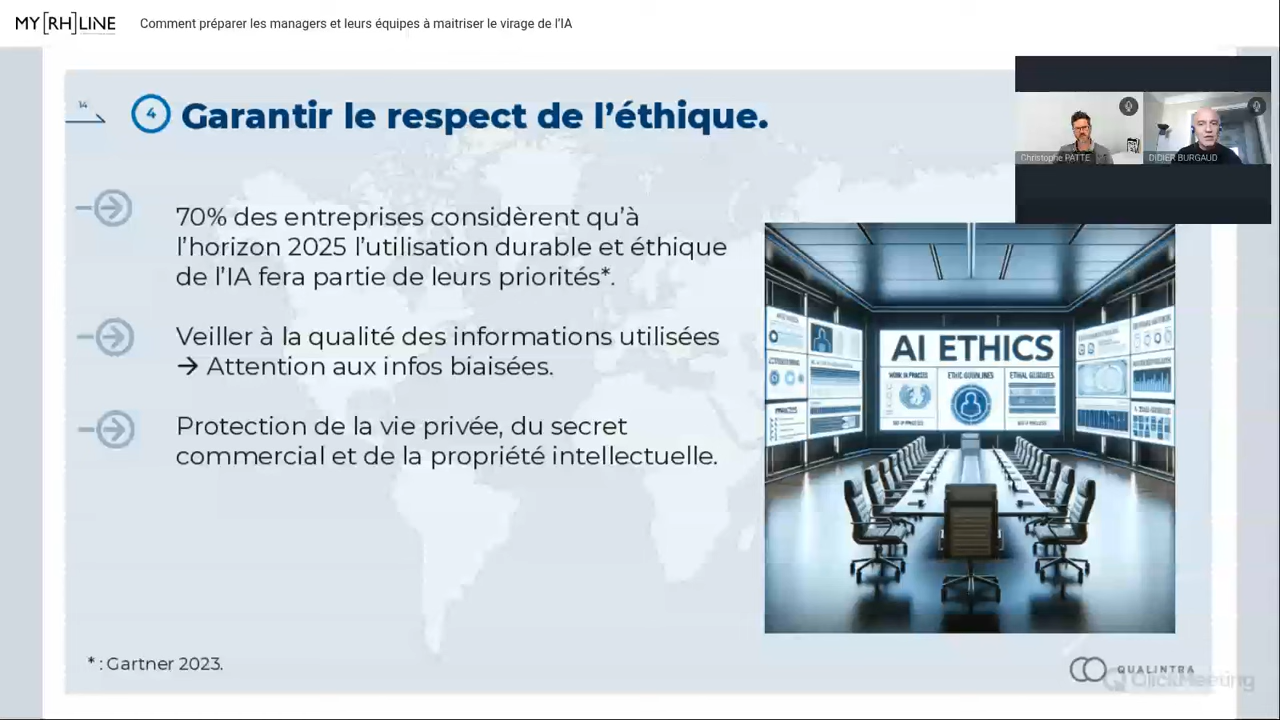 MY[RH]LINE
Comment préparer les managers et leurs équipes à maitriser le virage de l'IA
14
4
Garantir le respect de l’éthique.
Christophe PATTE
DIDIER BURGAUD
70% des entreprises considèrent qu’à
l’horizon 2025 l’utilisation durable et éthique
de l’IA fera partie de leurs priorités*.
Veiller à la qualité des informations utilisées
→ Attention aux infos biaisées.
Protection de la vie privée, du secret
commercial et de la propriété intellectuelle.
AI ETHICS
* : Gartner 2023.
QUALINTRA
ClickMeeting